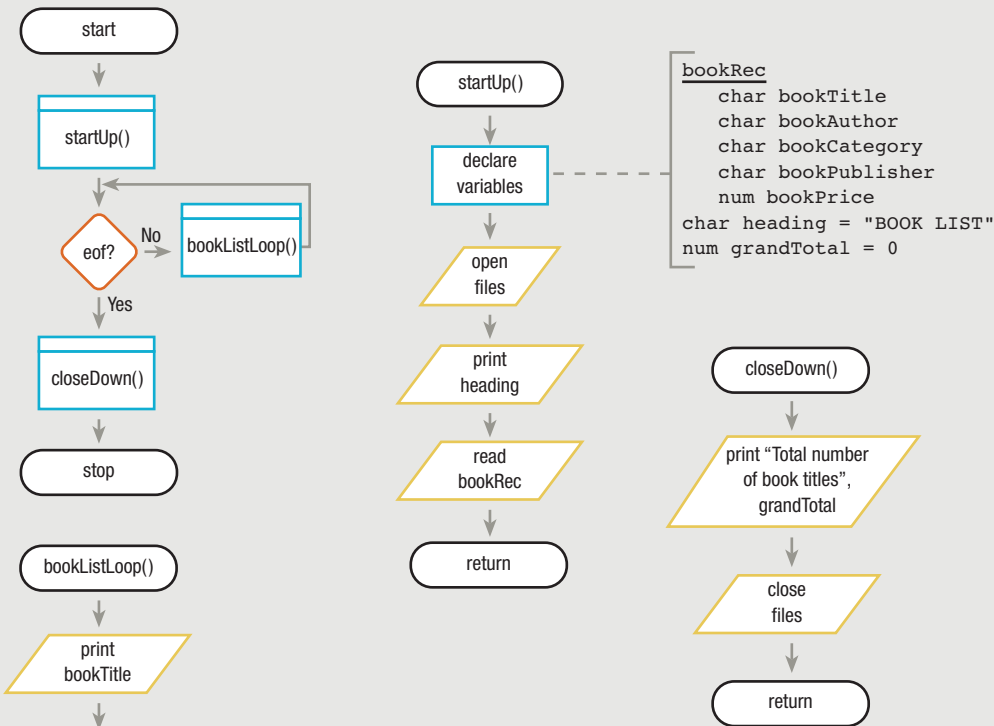 start
startUp()
eof?
No
bookListLoop()
Yes
closeDown()
stop
bookListLoop()
print
bookTitle
startUp()
declare
variables
open
files
print
heading
read
bookRec
return
bookRec
char bookTitle
char bookAuthor
char bookCategory
char bookPublisher
num bookPrice
char heading = "BOOK LIST"
num grandTotal = 0
closeDown()
print “Total number
of book titles”,
grandTotal
close
files
return